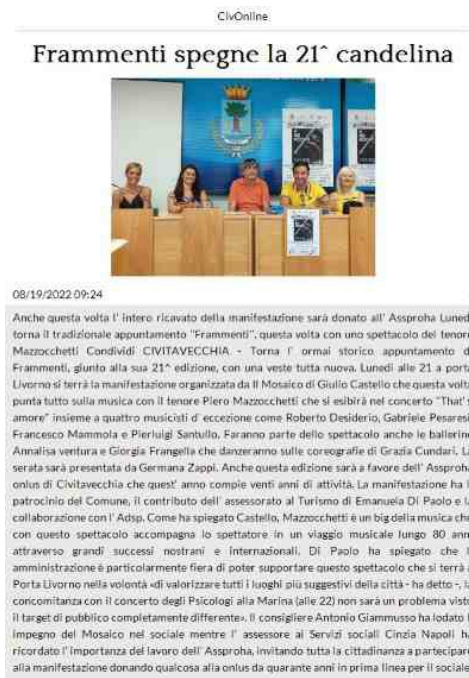 CivOnline
Frammenti spegne la 21^ candelina
08/19/2022 09:24
Anche questa volta l' intero ricavato della manifestazione sarà donato all' Assproha Luned
torna il tradizionale appuntamento "Frammenti", questa volta con uno spettacolo del tenore
Mazzocchetti Condividi CIVITAVECCHIA - Torna l' ormai storico appuntamento d
Frammenti, giunto alla sua 21^ edizione, con una veste tutta nuova. Lunedì alle 21 a porta
Livorno si terrà la manifestazione organizzata da Il Mosaico di Giulio Castello che questa volta
punta tutto sulla musica con il tenore Piero Mazzocchetti che si esibirà nel concerto "That' s
amore" insieme a quattro musicisti d' eccezione come Roberto Desiderio, Gabriele Pesaresi
Francesco Mammola e Pierluigi Santullo. Faranno parte dello spettacolo anche le ballerine
Annalisa ventura e Giorgia Frangella che danzeranno sulle coreografie di Grazia Cundari. La
serata sarà presentata da Germana Zappi. Anche questa edizione sarà a favore dell' Assproha
onlus di Civitavecchia che quest' anno compie venti anni di attività. La manifestazione ha i
patrocinio del Comune, il contributo dell' assessorato al Turismo di Emanuela Di Paolo e la
collaborazione con l' Adsp. Come ha spiegato Castello, Mazzocchetti è un big della musica che
con questo spettacolo accompagna lo spettatore in un viaggio musicale lungo 80 ann
attraverso grandi successi nostrani e internazionali. Di Paolo ha spiegato che l
amministrazione è particolarmente fiera di poter supportare questo spettacolo che si terrà a
Porta Livorno nella volontà «di valorizzare tutti i luoghi più suggestivi della città - ha detto -, la
concomitanza con il concerto degli Psicologi alla Marina (alle 22) non sarà un problema visto
il target di pubblico completamente differente». Il consigliere Antonio Giammusso ha lodato l
impegno del Mosaico nel sociale mentre l' assessore ai Servizi sociali Cinzia Napoli ha
ricordato l' importanza del lavoro dell' Assproha, invitando tutta la cittadinanza a partecipare
alla manifestazione donando qualcosa alla onlus da quarante anni in prima linea per il sociale